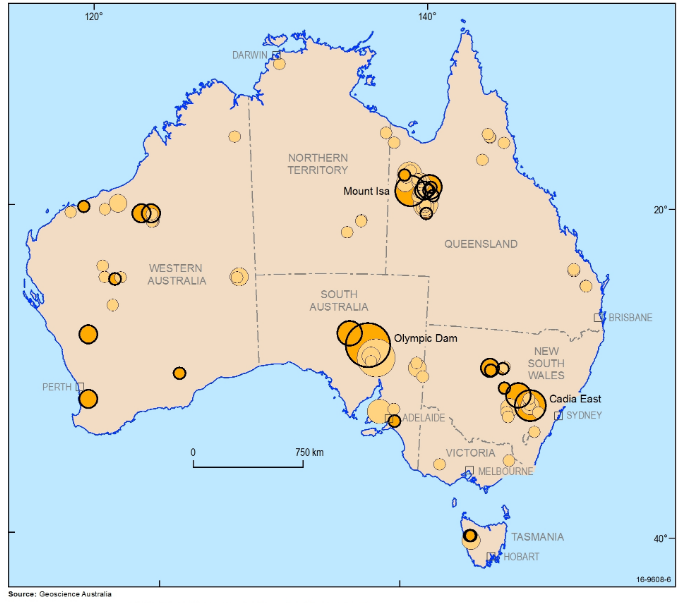 120°
140°
DARWIN
NORTHERN
TERRITORY
Mount Isa
20°
QUEENSLAND
WESTERN
AUSTRALIA
SOUTH
AUSTRALIA
BRISBANE
Olympic Dam
NEW
SOUTH
WALES
PERTH
Cadia East
ADELAIDE
SYDNEY
0
750 km
VICTORIA
MELBOURNE
TASMANIA
40°
HOBART
16-9608-6
Source: Geoscience Australia